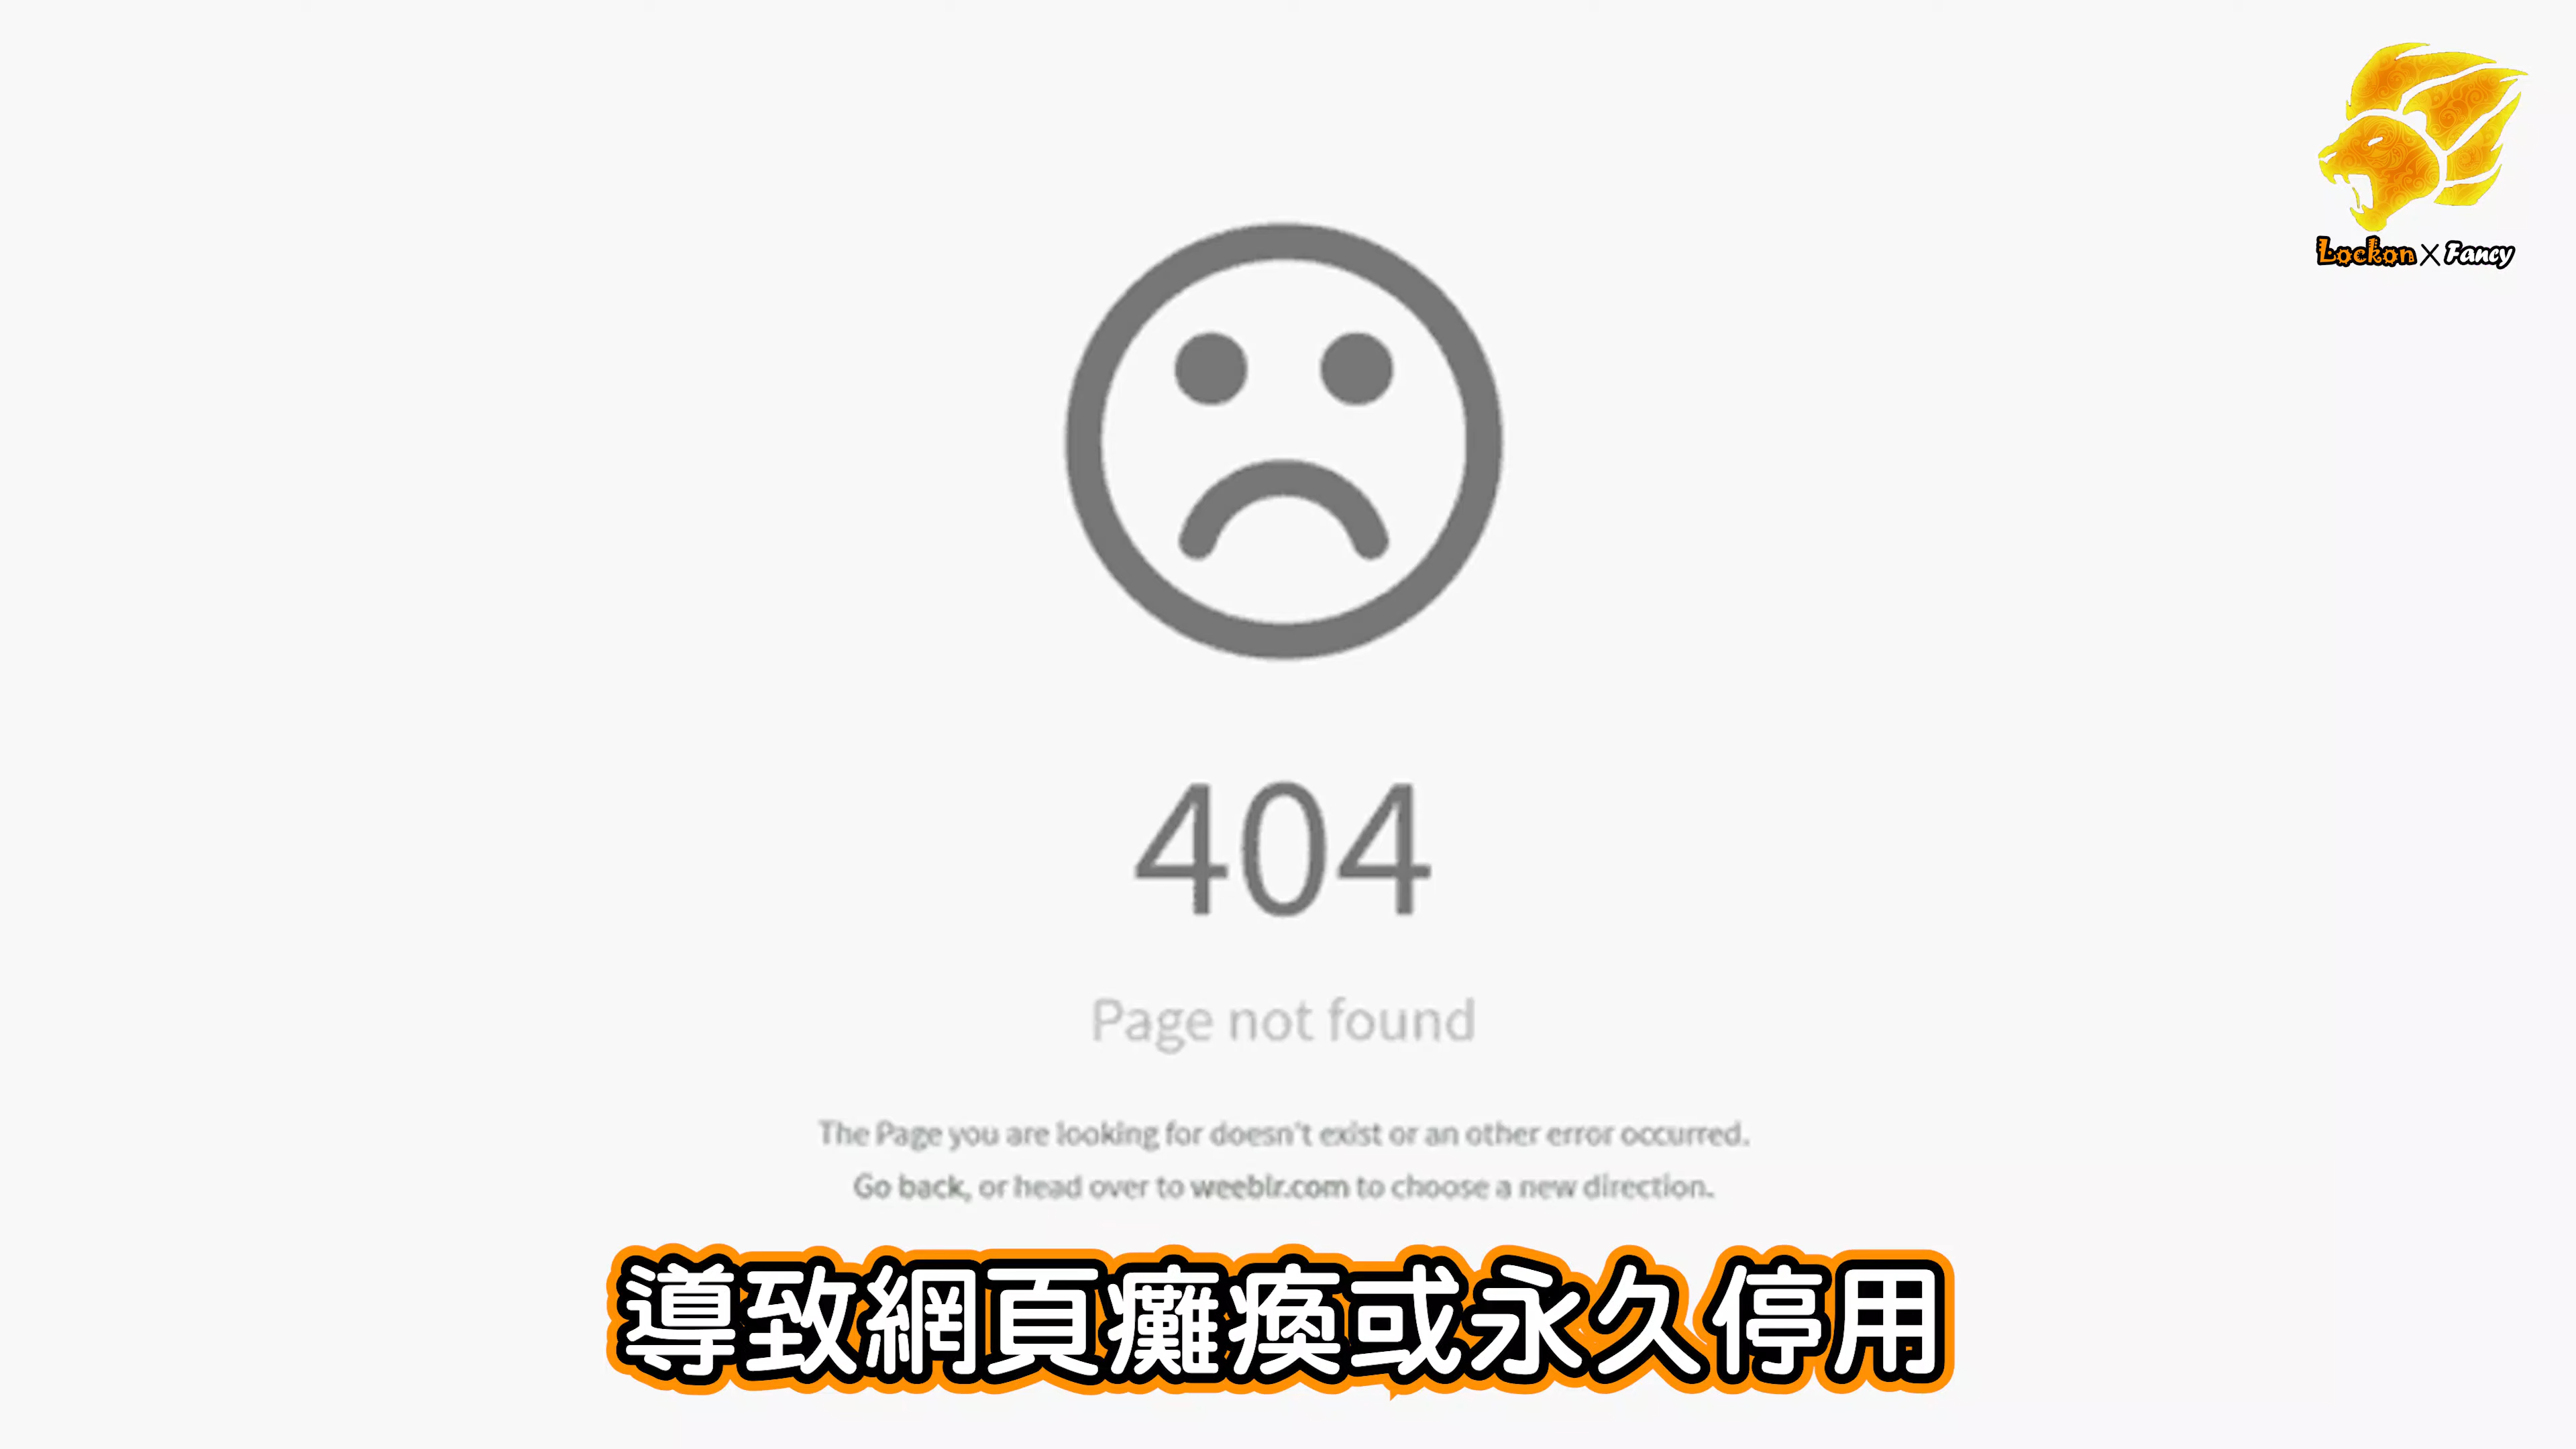 Lockon X Fancy
404
Page not found
The Page you are looking for doesn't exist or an other error occurred.
Go back, or head over to weeblr.com to choose a new direction.
導致網頁癱瘓或永久停用